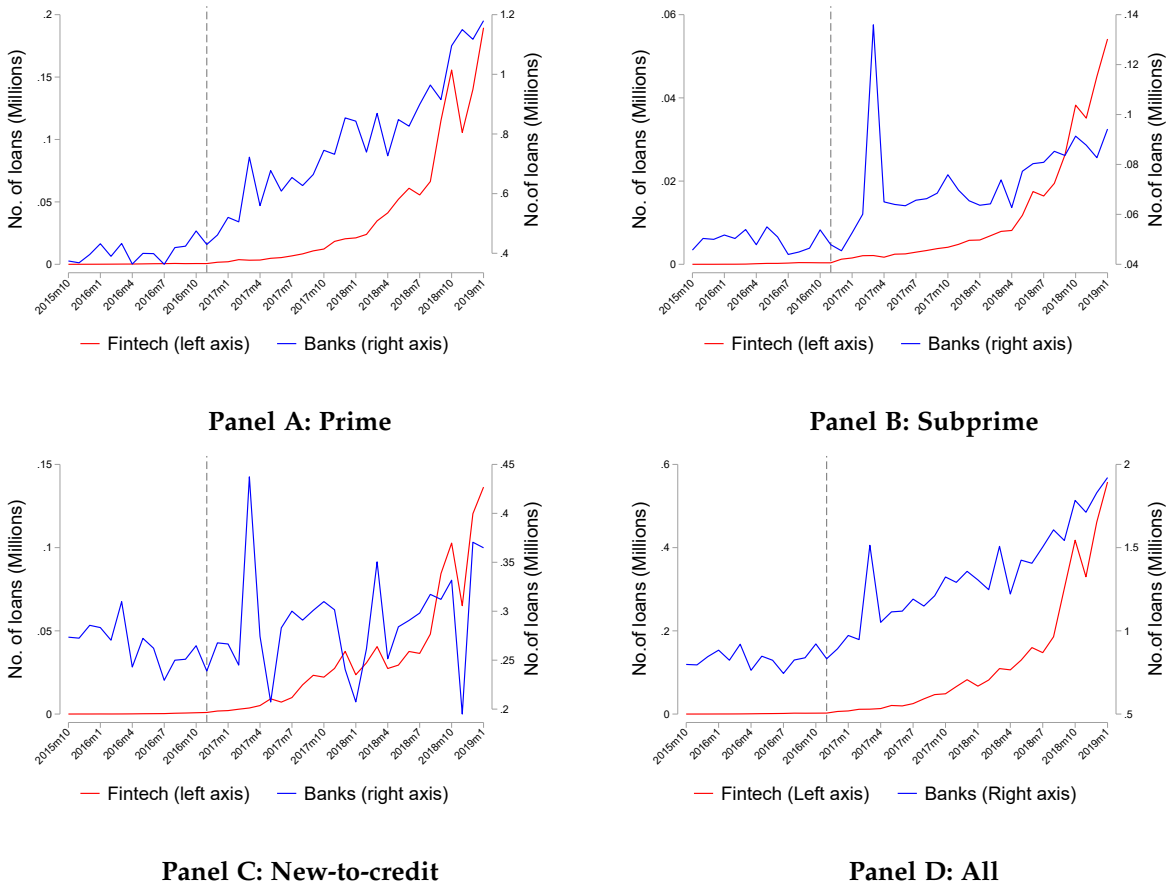 No. of loans (Millions)
.2
.15
.1
.05
0
1.2
1
.8
.6
.4
No.of loans (Millions)
2015m10 2016m1 2016m4 2016m7 2016m10 2017m1 2017m4 2017m7 2017m10 2018m1 2018m4 2018m7 2018m10 2019m1
Fintech (left axis) Banks (right axis)
Panel A: Prime
No. of loans (Millions)
.06
.04
.02
0
.14
.12
.1
.08
.06
.04
No.of loans (Millions)
2015m10 2016m1 2016m4 2016m7 2016m10 2017m1 2017m4 2017m7 2017m10 2018m1 2018m4 2018m7 2018m10 2019m1
Fintech (left axis) Banks (right axis)
Panel B: Subprime
No. of loans (Millions)
.15
.1
.05
0
.45
.4
.35
.3
.25
.2
No.of loans (Millions)
2015m10 2016m1 2016m4 2016m7 2016m10 2017m1 2017m4 2017m7 2017m10 2018m1 2018m4 2018m7 2018m10 2019m1
Fintech (left axis) Banks (right axis)
Panel C: New-to-credit
No. of loans (Millions)
.6
.4
.2
0
2
1.5
1
.5
No.of loans (Millions)
2015m10 2016m1 2016m4 2016m7 2016m10 2017m1 2017m4 2017m7 2017m10 2018m1 2018m4 2018m7 2018m10 2019m1
Fintech (Left axis) Banks (Right axis)
Panel D: All